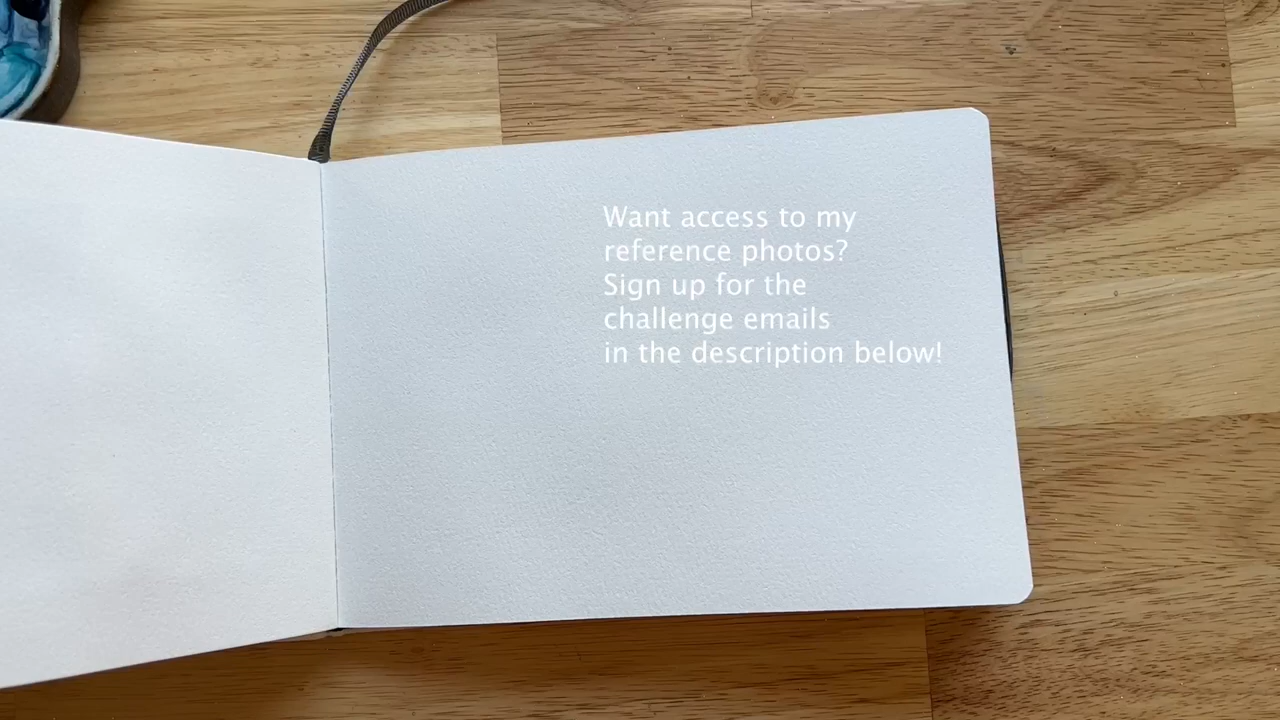 Want access to my
reference photos?
Sign up for the
challenge emails
in the description below!